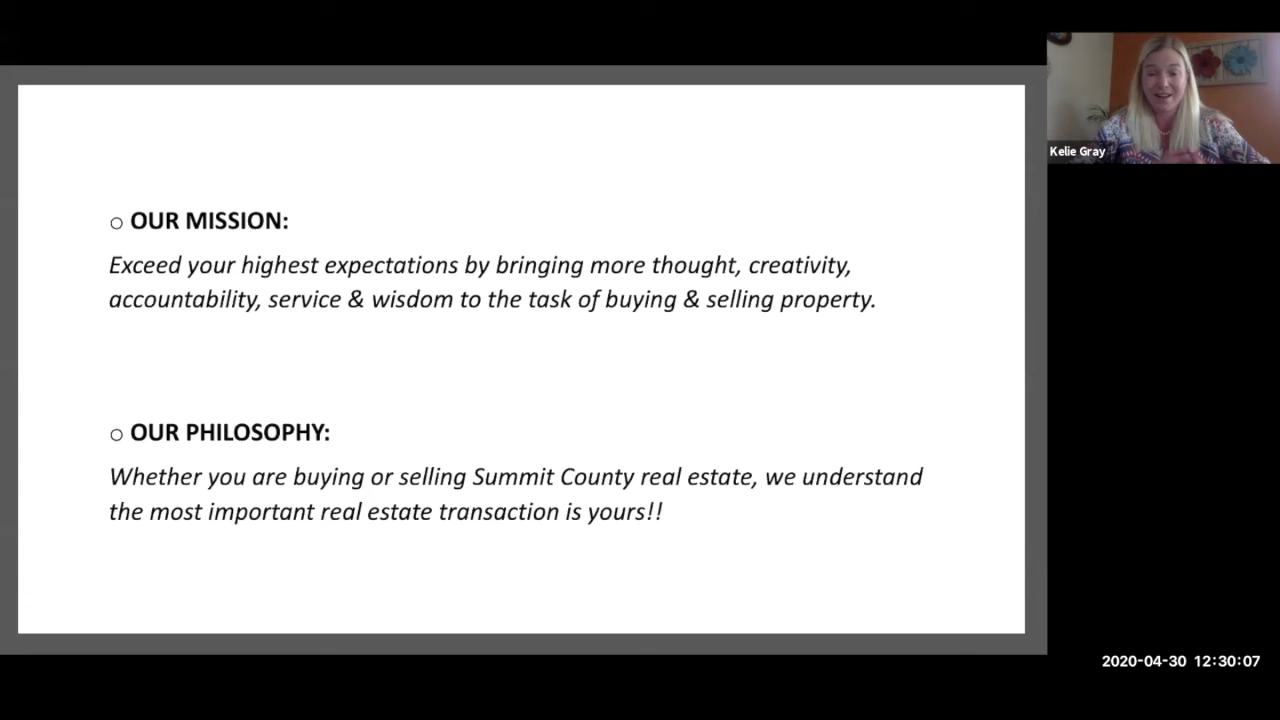 ○ OUR MISSION:
Exceed your highest expectations by bringing more thought, creativity,
accountability, service & wisdom to the task of buying & selling property.
○ OUR PHILOSOPHY:
Whether you are buying or selling Summit County real estate, we understand
the most important real estate transaction is yours!!
Kelie Gray
2020-04-30 12:30:07